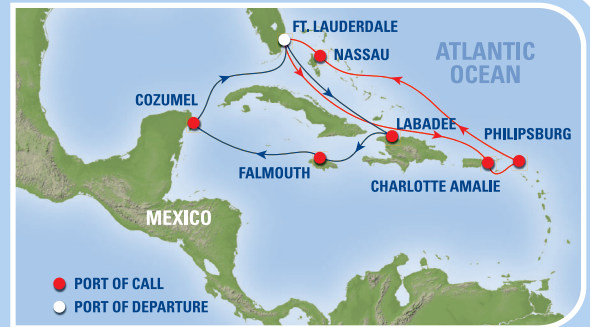 FT. LAUDERDALE
NASSAU
ATLANTIC
OCEAN
COZUMEL
LABADEE
PHILIPSBURG
FALMOUTH
CHARLOTTE AMALIE
MEXICO
PORT OF CALL
PORT OF DEPARTURE